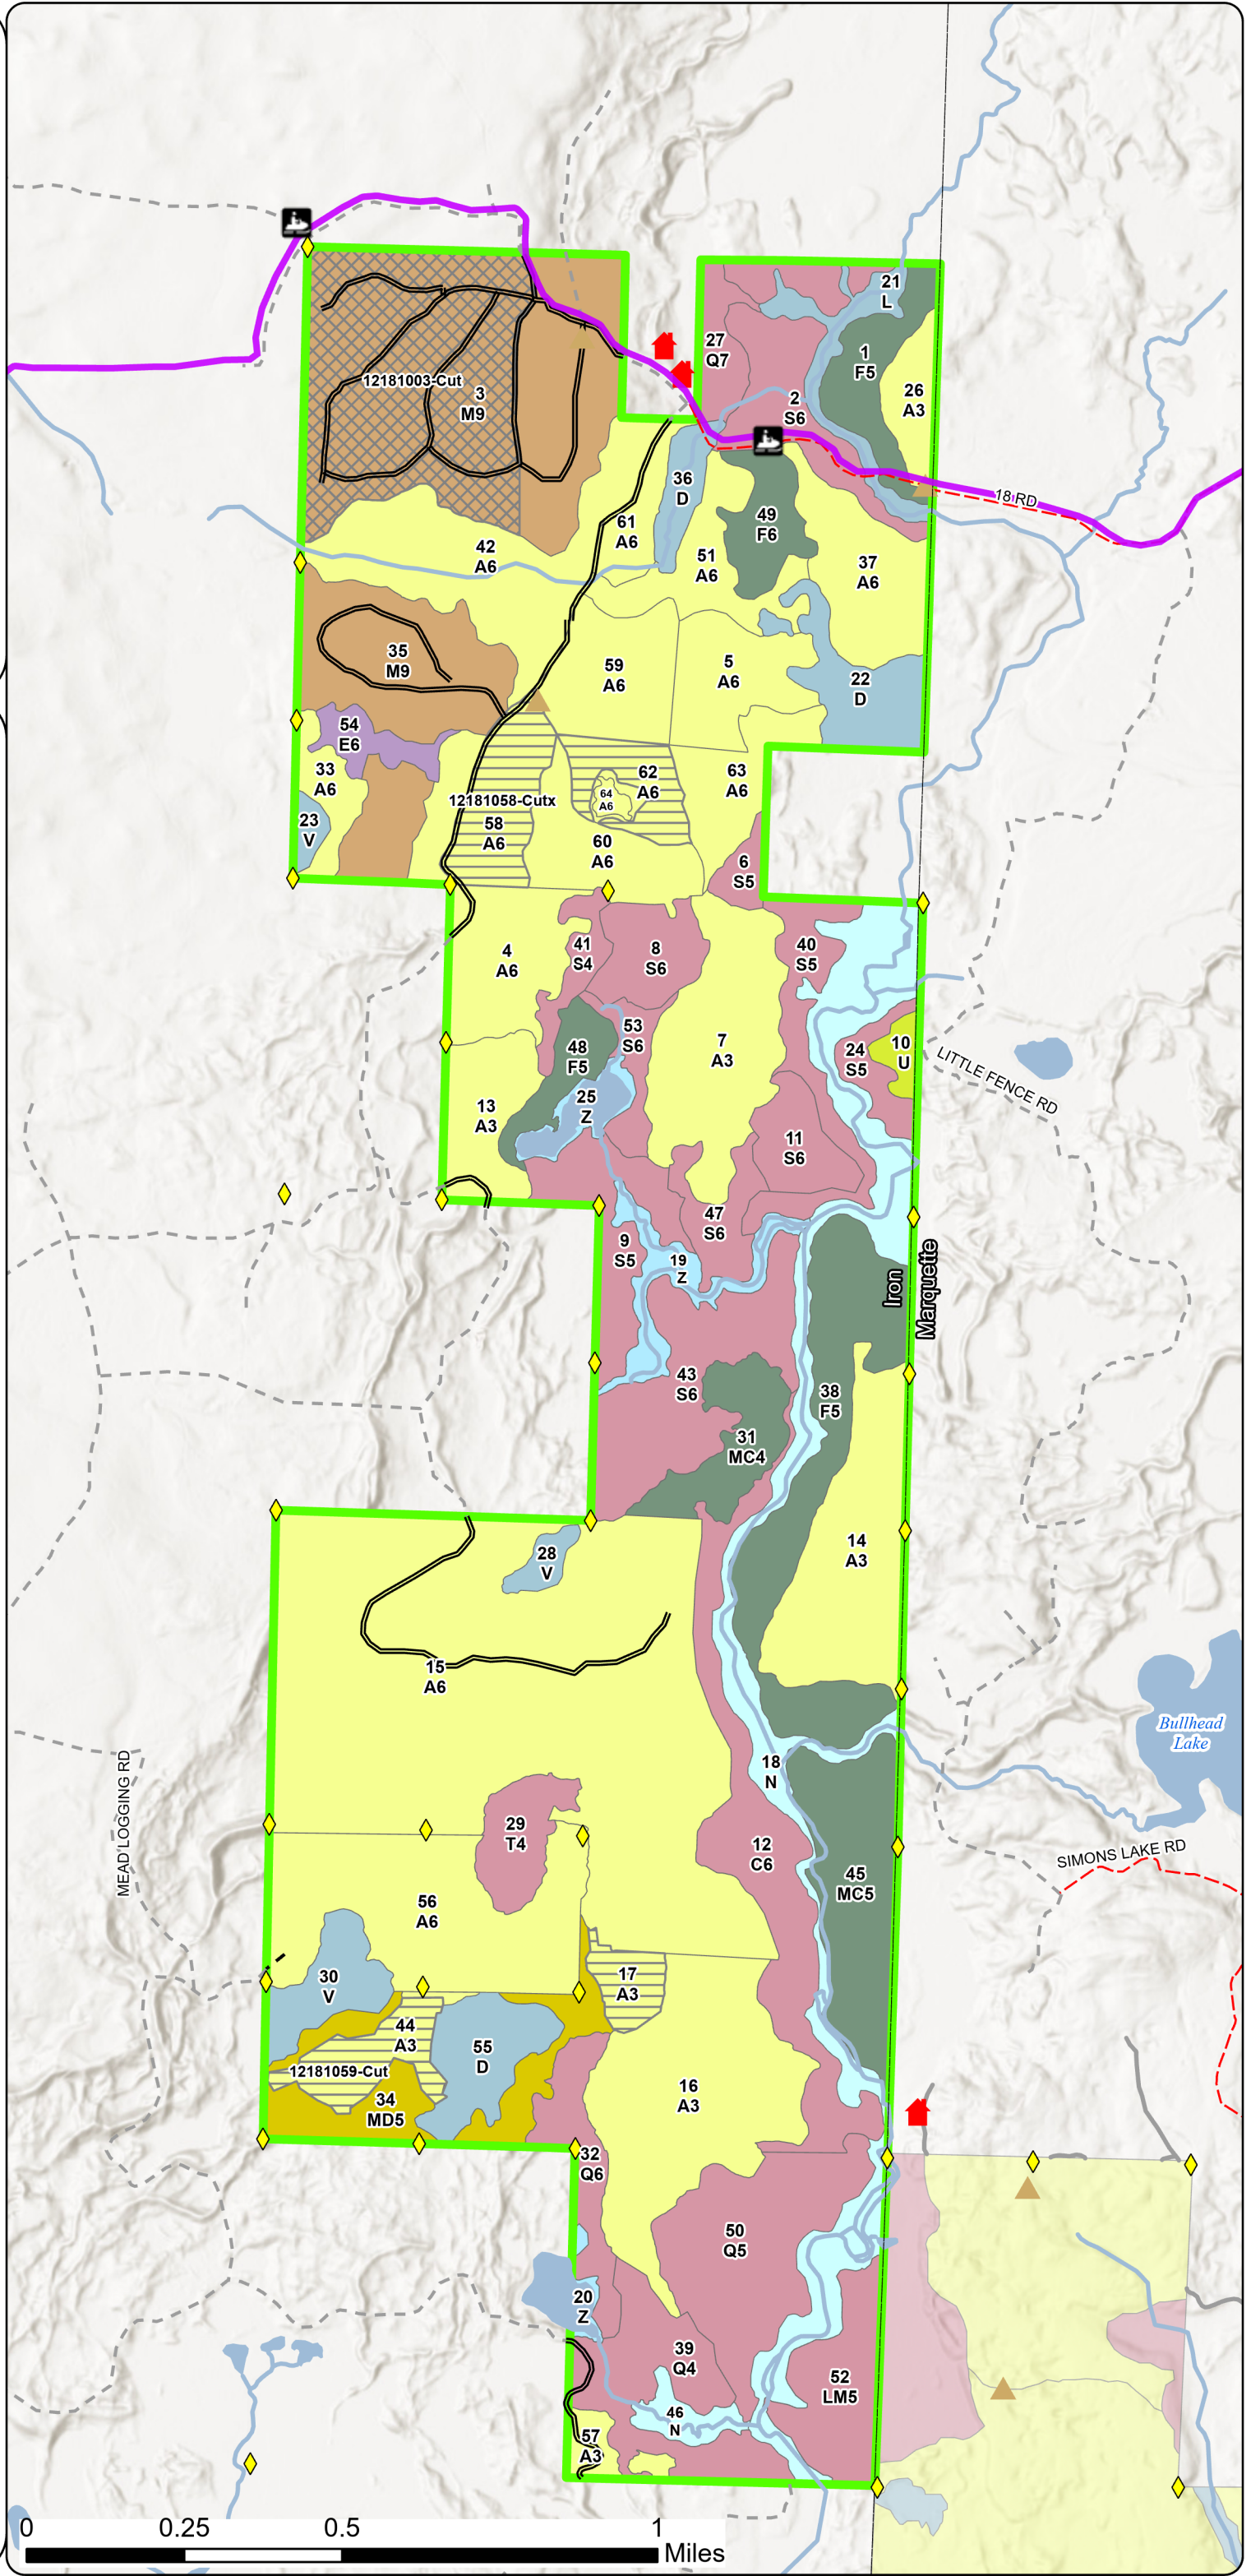 21
L
27
Q7
1
F5
26
A3
2
S6
12181003-Cut
3
M9
36
D
18 RD
49
F6
61
A6
42
A6
51
A6
37
A6
35
M9
59
A6
5
A6
22
D
54
E6
33
A6
62
A6
63
A6
64
A6
12181058-Cutx
58
A6
23
V
60
A6
6
S5
4
A6
41
S4
8
S6
40
S5
53
S6
7
A3
48
F5
24
S5
10
U
LITTLE FENCE RD
25
Z
13
A3
11
S6
47
S6
9
S5
19
Z
Iron
Marquette
43
S6
38
F5
31
MC4
28
V
14
A3
15
A6
Bullhead
Lake
18
N
MEAD LOGGING RD
29
T4
12
C6
SIMONS LAKE RD
45
MC5
56
A6
30
V
17
A3
44
A3
55
D
12181059-Cut
34
MD5
16
A3
32
Q6
50
Q5
20
Z
39
Q4
52
LM5
46
N
57
A3
0 0.25 0.5 1
Miles